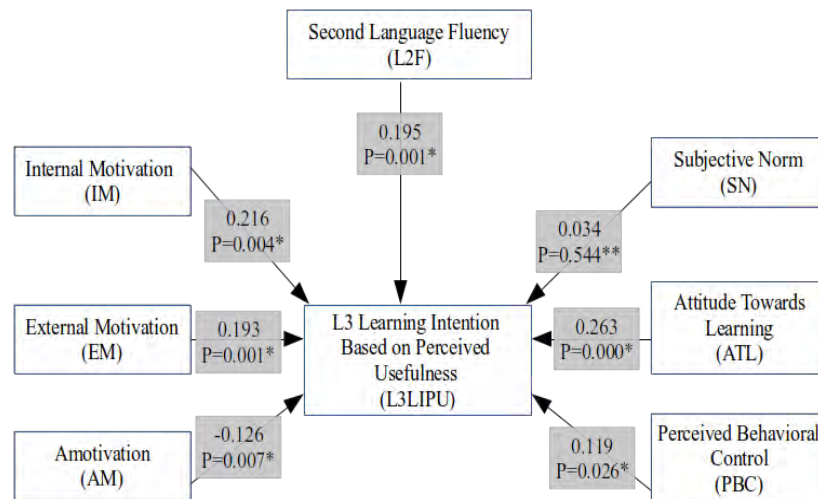 Second Language Fluency
(L2F)
0.195
P=0.001*
Internal Motivation
(IM)
Subjective Norm
(SN)
0.216
P=0.004*
0.034
P=0.544**
External Motivation
(EM)
0.193
P=0.001*
L3 Learning Intention
Based on Perceived
Usefulness
(L3LIPU)
0.263
P=0.000*
Attitude Towards
Learning
(ATL)
Amotivation
(AM)
-0.126
P=0.007*
0.119
P=0.026*
Perceived Behavioral
Control
(PBC)